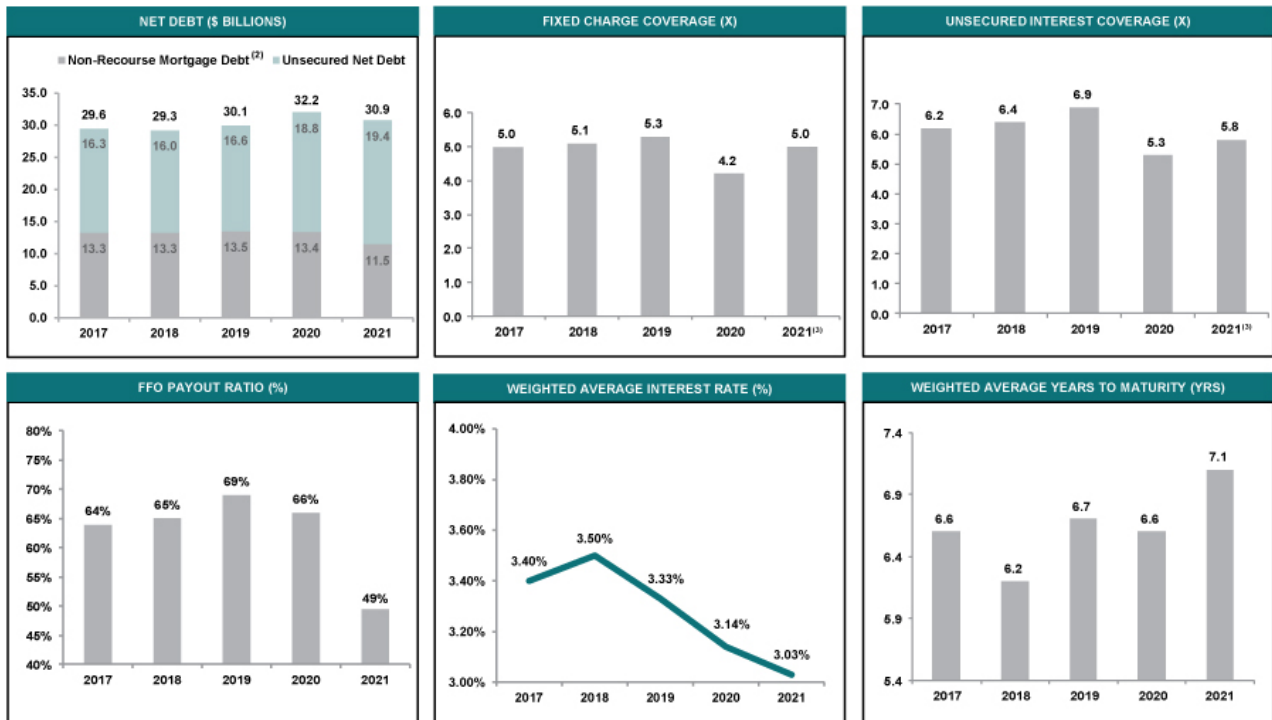 NET DEBT ($ BILLIONS)
Non-Recourse Mortgage Debt (2) Unsecured Net Debt
35.0
30.0
25.0
20.0
15.0
10.0
5.0
0.0
29.6 29.3 30.1 32.2 30.9
16.3 16.0 16.6 18.8 19.4
13.3 13.3 13.5 13.4 11.5
2017 2018 2019 2020 2021
FIXED CHARGE COVERAGE (X)
6.0
5.0
4.0
3.0
2.0
1.0
0.0
5.0 5.1 5.3 4.2 5.0
2017 2018 2019 2020 2021(3)
UNSECURED INTEREST COVERAGE (X)
7.0
6.0
5.0
4.0
3.0
2.0
1.0
0.0
6.2 6.4 6.9 5.3 5.8
2017 2018 2019 2020 2021(3)
FFO PAYOUT RATIO (%)
80%
75%
70%
65%
60%
55%
50%
45%
40%
64% 65% 69% 66% 49%
2017 2018 2019 2020 2021
WEIGHTED AVERAGE INTEREST RATE (%)
4.00%
3.80%
3.60%
3.40%
3.20%
3.00%
3.40% 3.50% 3.33% 3.14% 3.03%
2017 2018 2019 2020 2021
WEIGHTED AVERAGE YEARS TO MATURITY (YRS)
7.4
6.9
6.4
5.9
5.4
6.6 6.2 6.7 6.6 7.1
2017 2018 2019 2020 2021